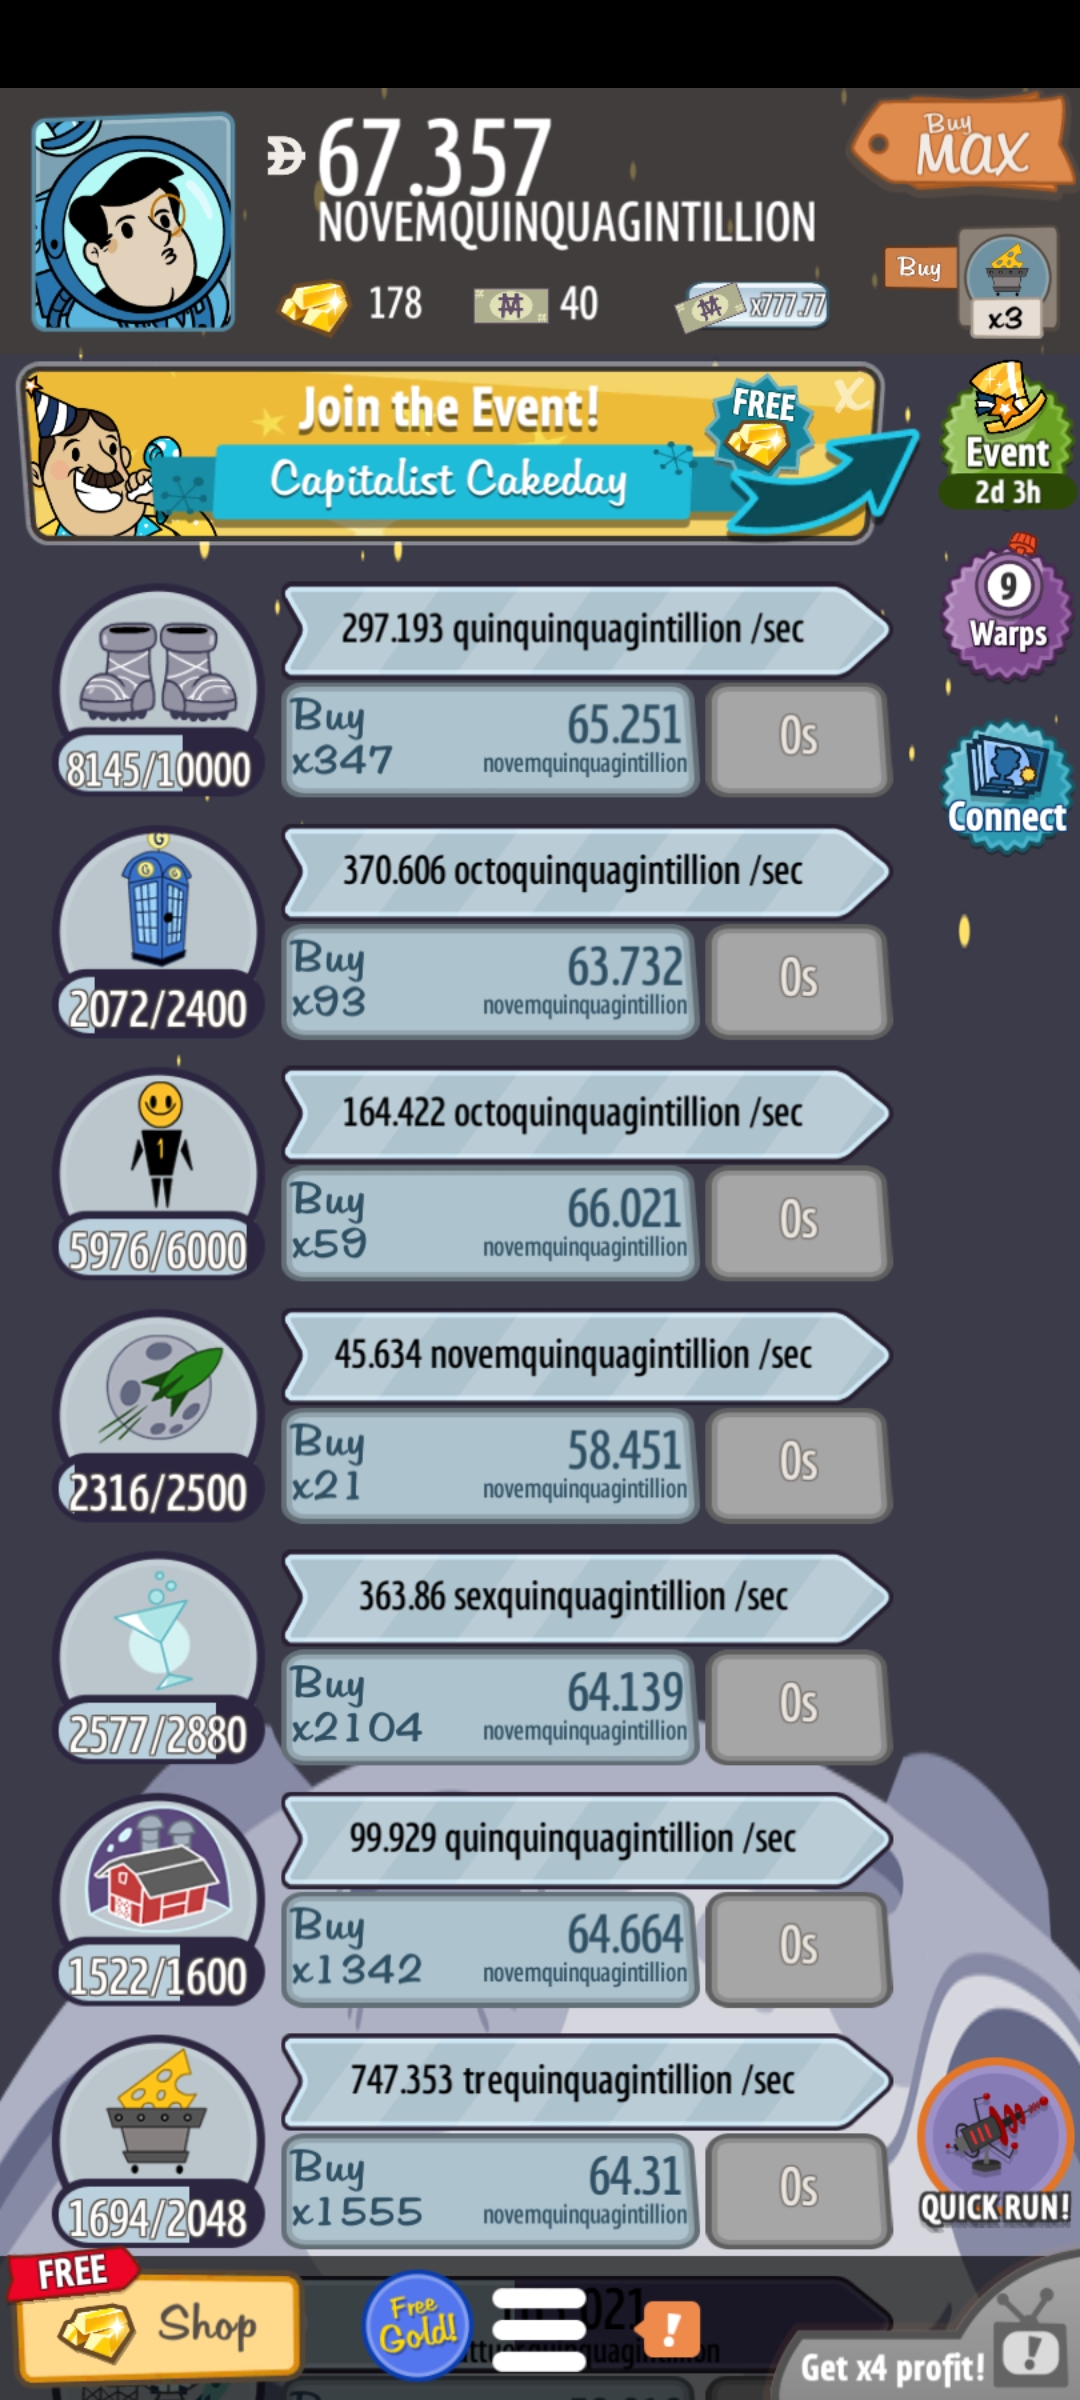 67.357
NOVEMQUINQUAGINTILLION
Buy
MAX
178
40
x777.77
Buy
x3
Join the Event!
Capitalist Cakeday
FREE
X
Event
2d 3h
9
Warps
Connect
297.193 quinquinquagintillion /sec
8145/10000
Buy
x347
65.251
novemquinquagintillion
0s
G
G G
370.606 octoquinquagintillion /sec
2072/2400
Buy
x93
63.732
novemquinquagintillion
0s
1
164.422 octoquinquagintillion /sec
5976/6000
Buy
x59
66.021
novemquinquagintillion
0s
45.634 novemquinquagintillion /sec
2316/2500
Buy
x21
58.451
novemquinquagintillion
0s
363.86 sexquinquagintillion /sec
2577/2880
Buy
x2104
64.139
novemquinquagintillion
0s
99.929 quinquinquagintillion /sec
1522/1600
Buy
x1342
64.664
novemquinquagintillion
0s
747.353 trequinquagintillion /sec
1694/2048
Buy
x1555
64.31
novemquinquagintillion
0s
QUICK RUN!
FREE
Shop
Free
Gold!
!
Get x4 profit!
!